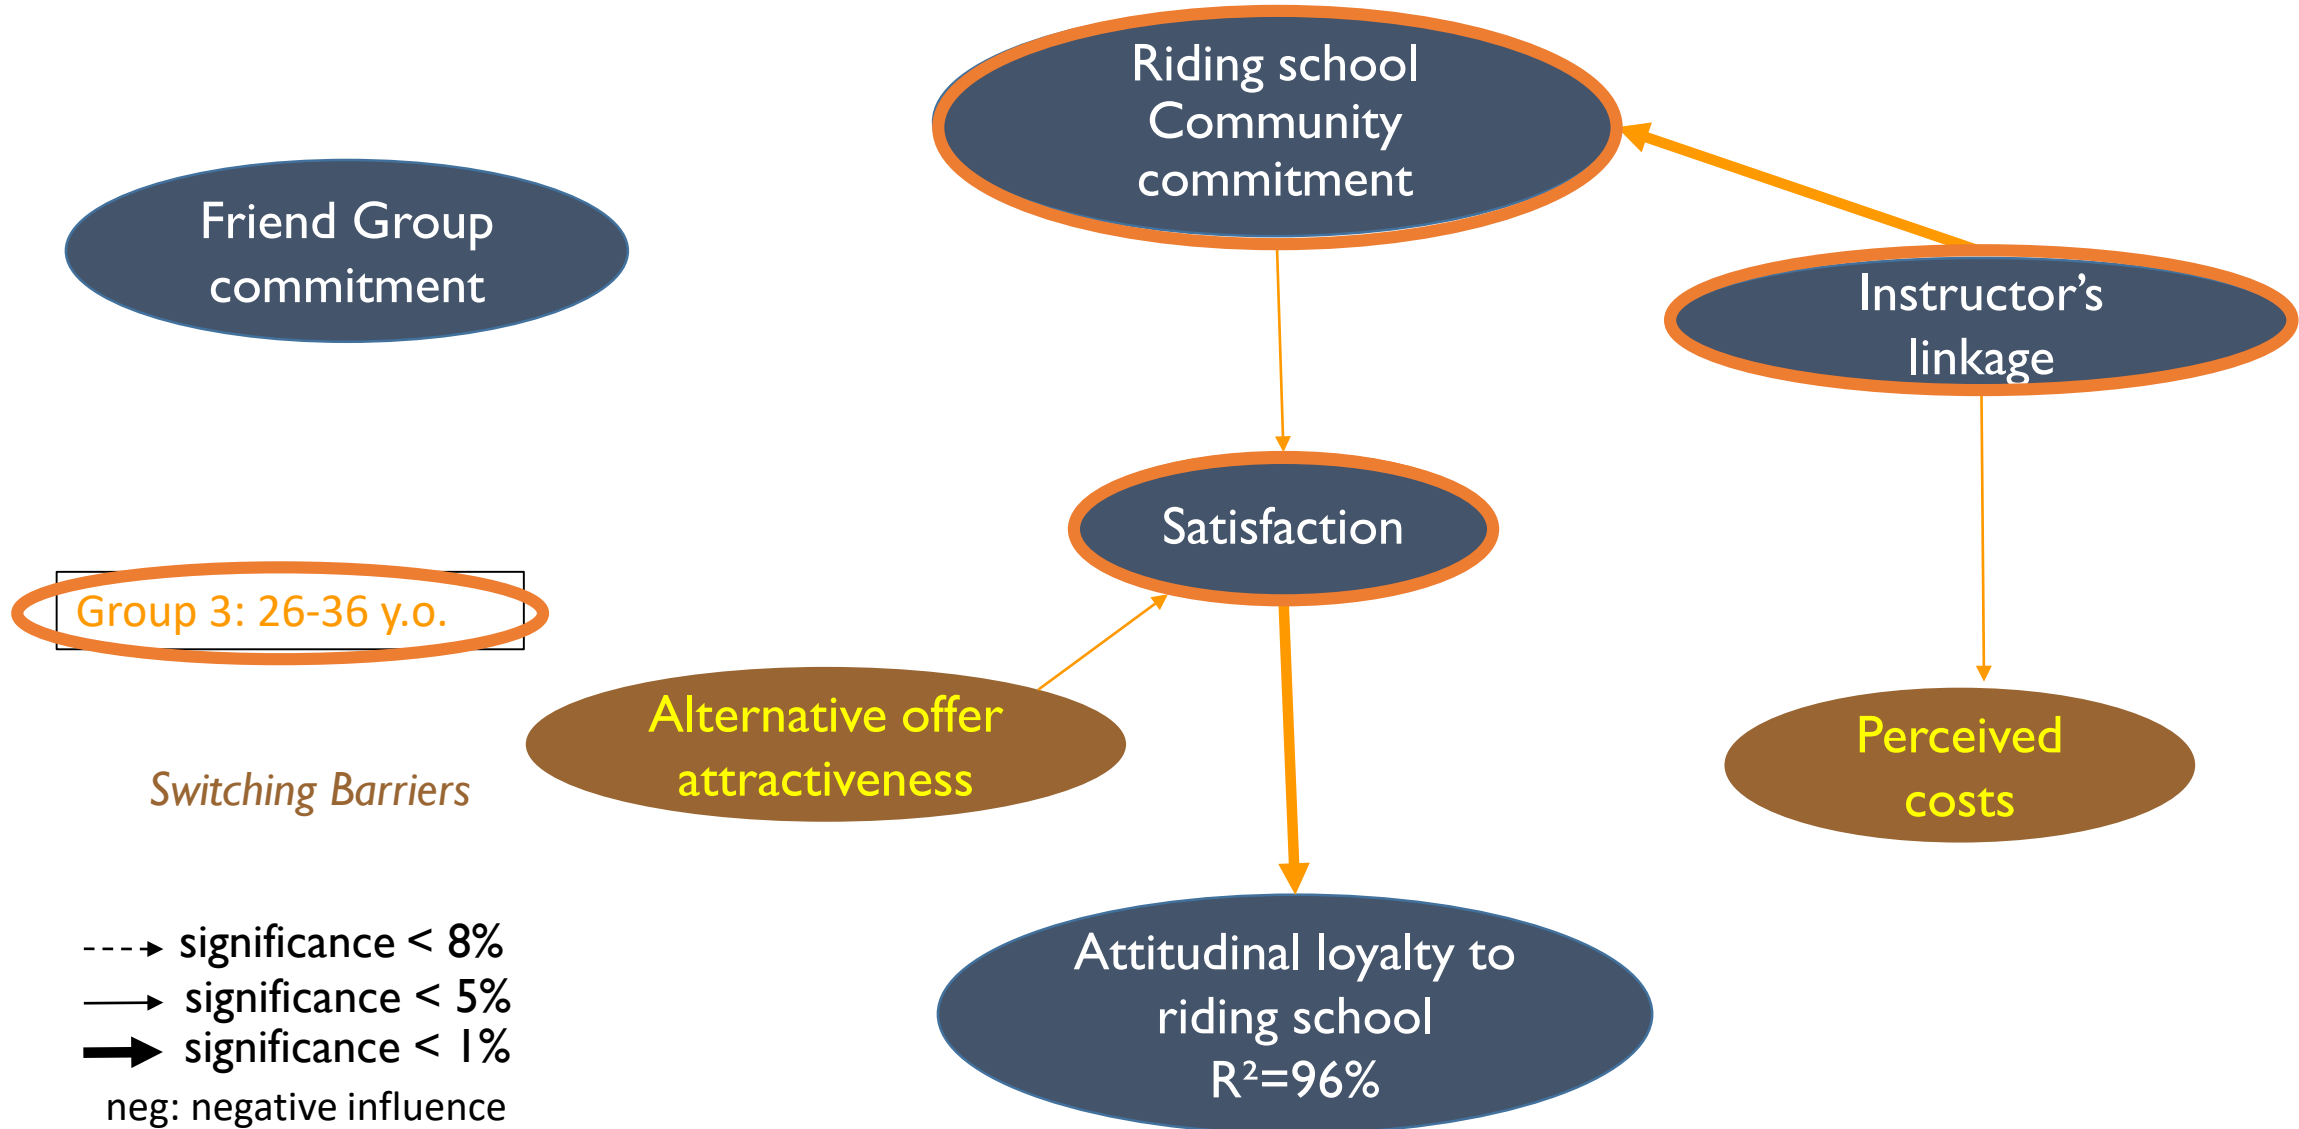 Riding school
Community
commitment
Friend Group
commitment
Instructor’s
linkage
Satisfaction
Group 3: 26-36 y.o.
Alternative offer
attractiveness
Perceived
costs
Switching Barriers
significance < 8%
significance < 5%
significance < 1%
neg: negative influence
Attitudinal loyalty to
riding school
R²=96%